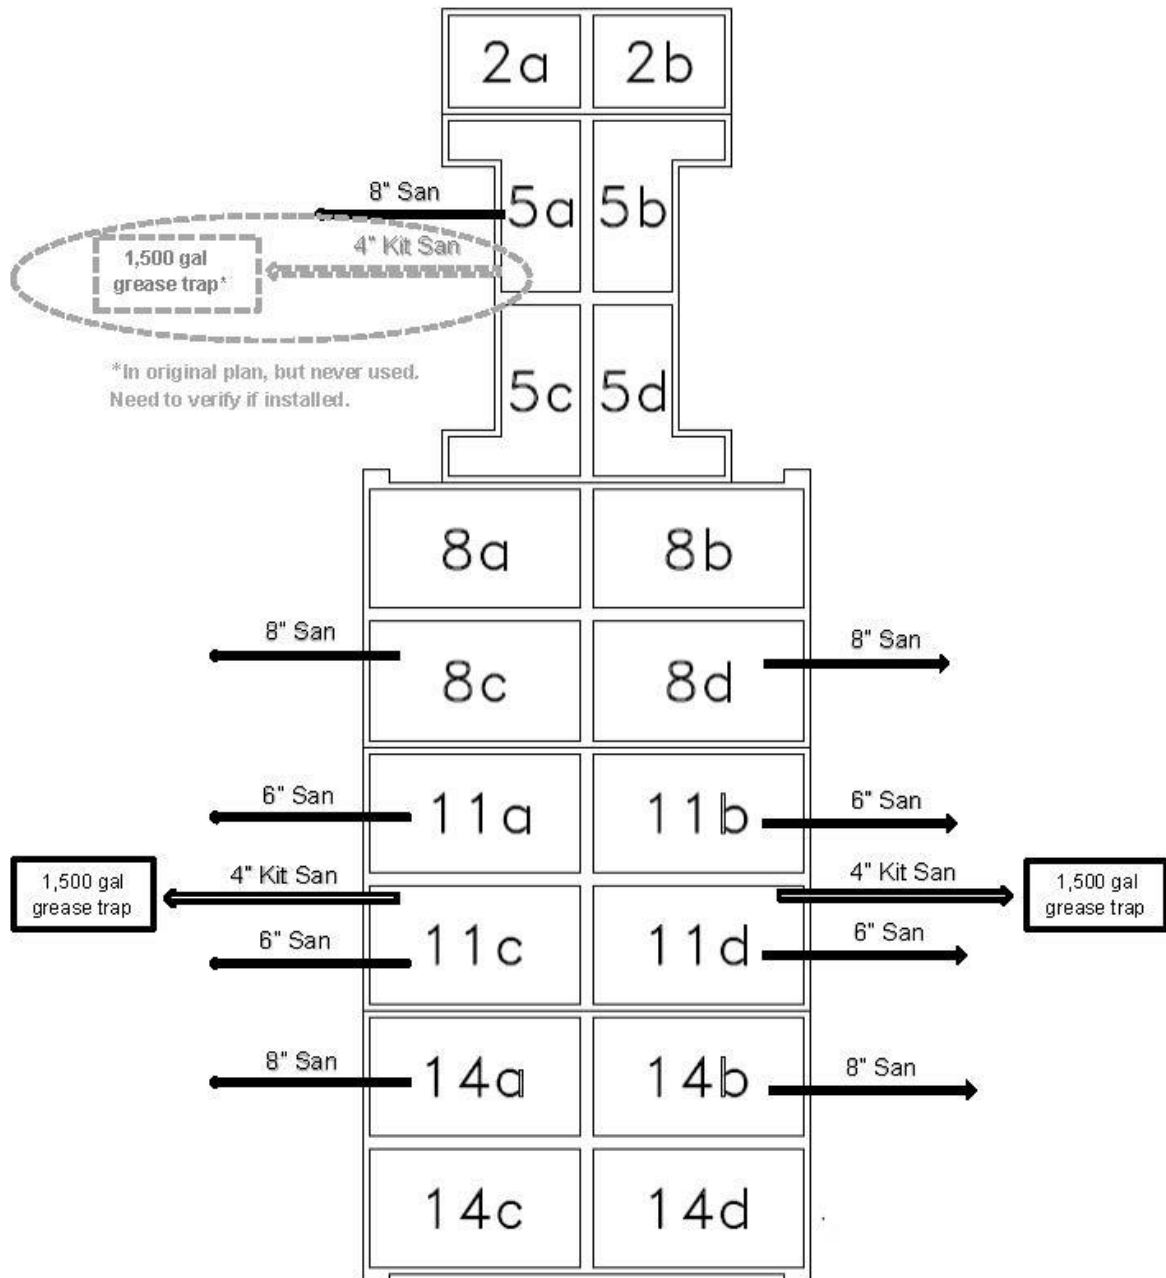 2a 2b
8" San
5a 5b
4" Kit San
1,500 gal
grease trap*
*In original plan, but never used.
Need to verify if installed.
5c 5d
8a 8b
8" San 8" San
8c 8d
6" San 6" San
11a 11b
4" Kit San 4" Kit San
1,500 gal
grease trap
1,500 gal
grease trap
6" San 6" San
11c 11d
8" San 8" San
14a 14b
14c 14d